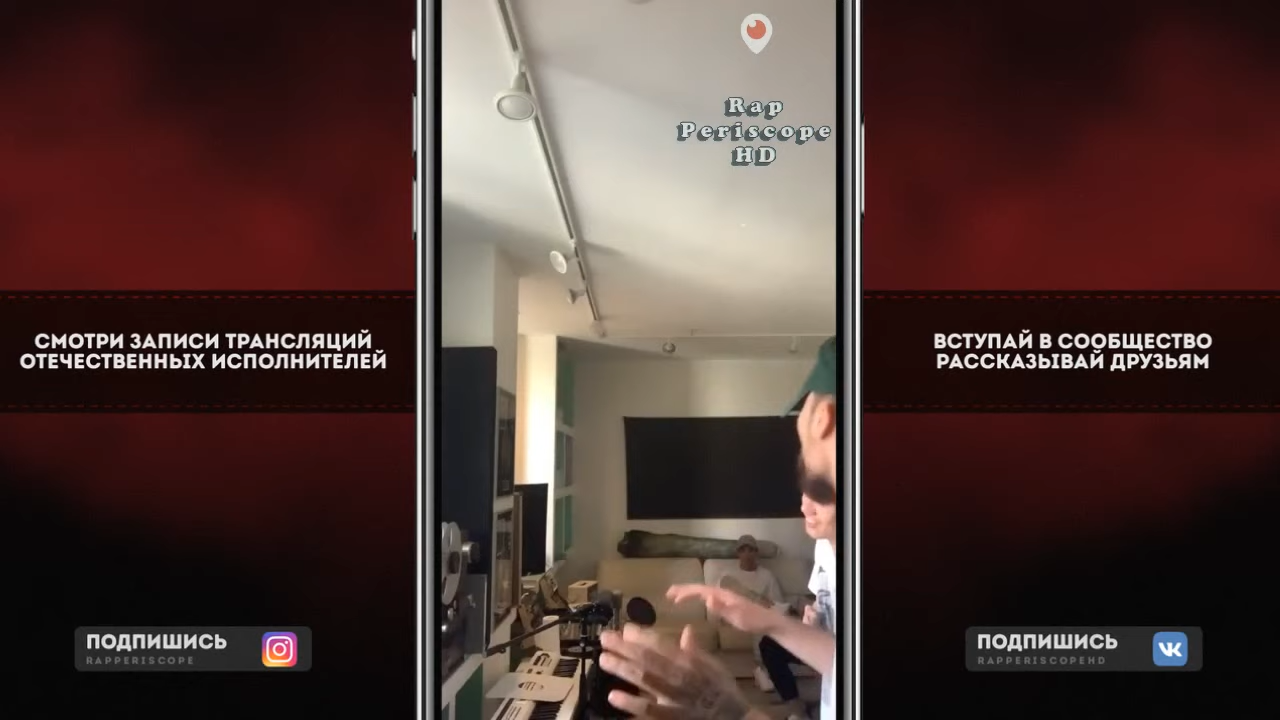 Rap
Periscope
HD
СМОТРИ ЗАПИСИ ТРАНСЛЯЦИЙ
ОТЕЧЕСТВЕННЫХ ИСПОЛНИТЕЛЕЙ
ВСТУПАЙ В СООБЩЕСТВО
РАССКАЗЫВАЙ ДРУЗЬЯМ
ПОДПИШИСЬ
RAPPERISCOPE
ПОДПИШИСЬ
RAPPERISCOPEHD